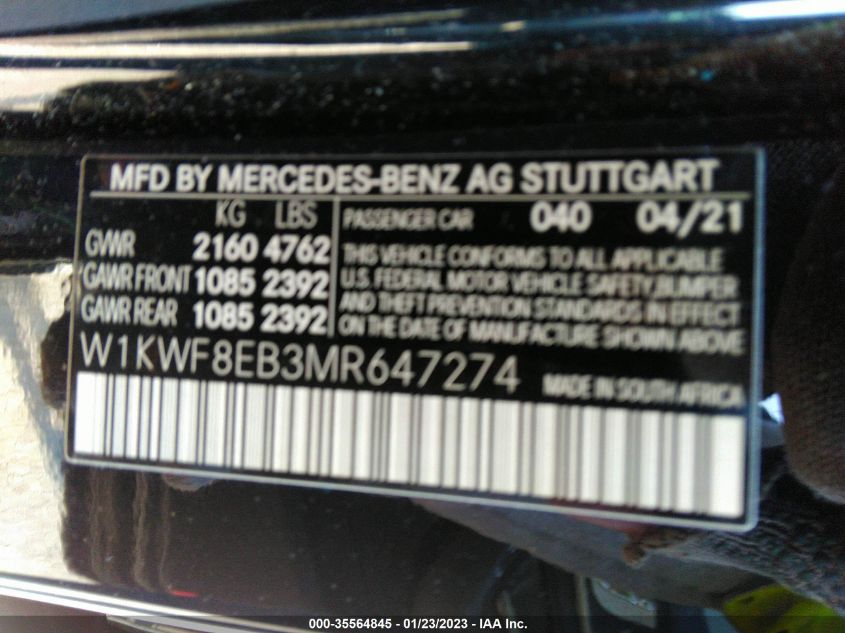 MFD BY MERCEDES-BENZ AG STUTTGART
KG LBS
GVWR 2160 4762
GAWR FRONT 1085 2392
GAWR REAR 1085 2392
PASSENGER CAR 040 04/21
THIS VEHICLE CONFORMS TO ALL APPLICABLE
U.S. FEDERAL MOTOR VEHICLE SAFETY, BUMPER
AND THEFT PREVENTION STANDARDS IN EFFECT
ON THE DATE OF MANUFACTURE SHOWN ABOVE
W1KWF8EB3MR647274 MADE IN SOUTH AFRICA
000-35564845 - 01/23/2023 - IAA Inc.